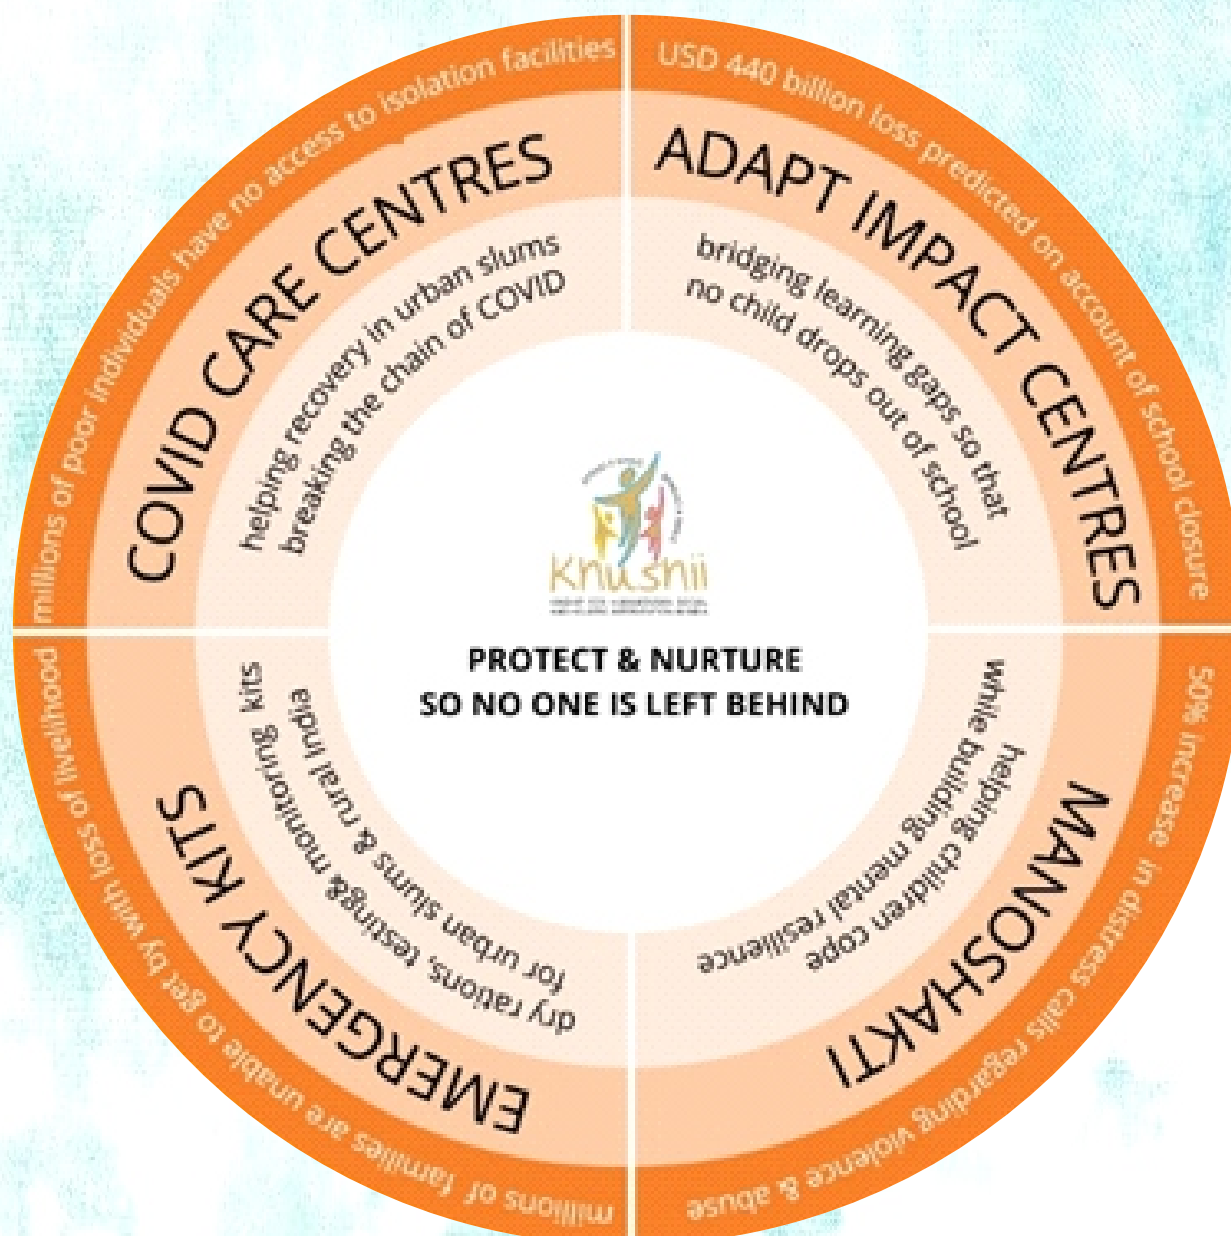 millions of poor individuals have no access to isolation facilities
COVID CARE CENTRES
helping recovery in urban slums
breaking the chain of COVID
USD 440 billion loss predicted on account of school closure
ADAPT IMPACT CENTRES
bridging learning gaps so that
no child drops out of school
50% increase in distress calls regarding violence & abuse
MANOSHAKTI
helping children cope
while building mental resilience
millions of families are unable to get by with loss of livelihood
EMERGENCY KITS
dry rations, testing& monitoring kits
for urban slums & rural India
Khushii
PROTECT & NURTURE
SO NO ONE IS LEFT BEHIND